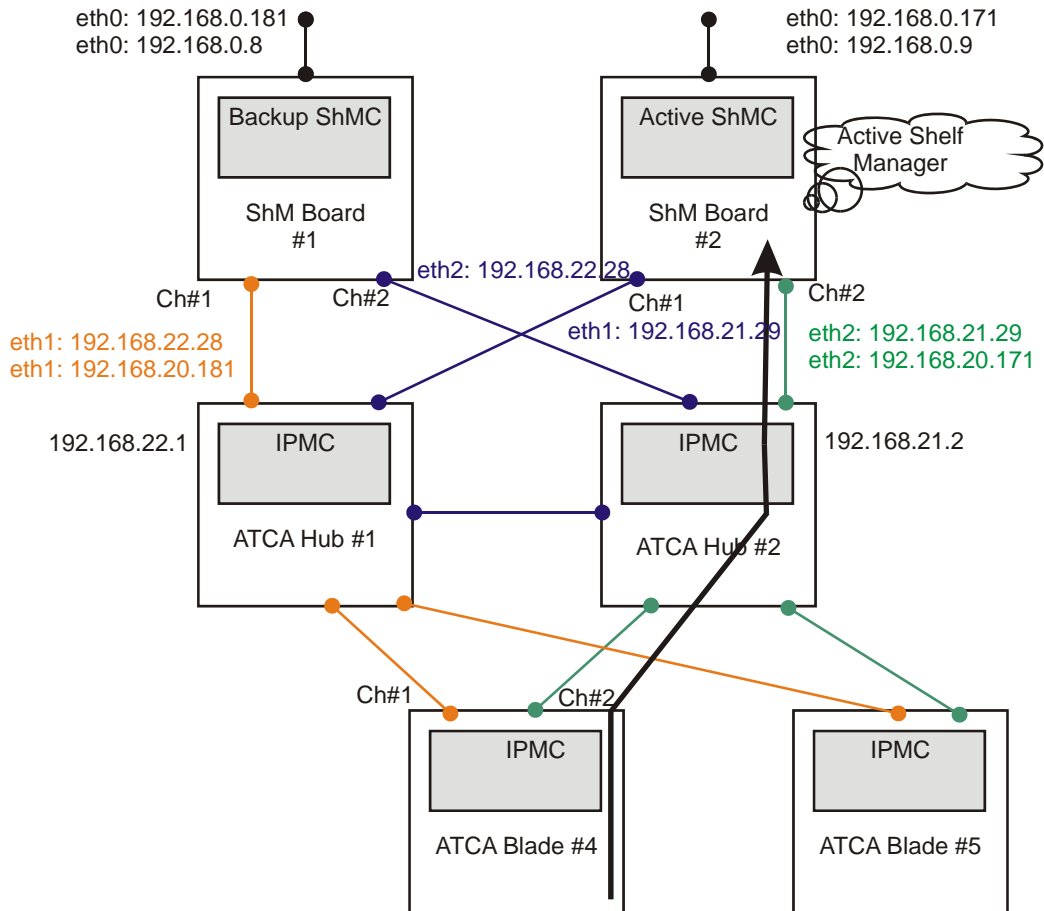 eth0: 192.168.0.181
eth0: 192.168.0.8
eth0: 192.168.0.171
eth0: 192.168.0.9
Backup ShMC
Active ShMC
Active Shelf
Manager
ShM Board
#1
ShM Board
#2
eth2: 192.168.22.28
Ch#1
Ch#2
Ch#1
Ch#2
eth1: 192.168.22.28
eth1: 192.168.20.181
eth1: 192.168.21.29
eth2: 192.168.21.29
eth2: 192.168.20.171
192.168.22.1
IPMC
IPMC
192.168.21.2
ATCA Hub #1
ATCA Hub #2
Ch#1
Ch#2
IPMC
IPMC
ATCA Blade #4
ATCA Blade #5